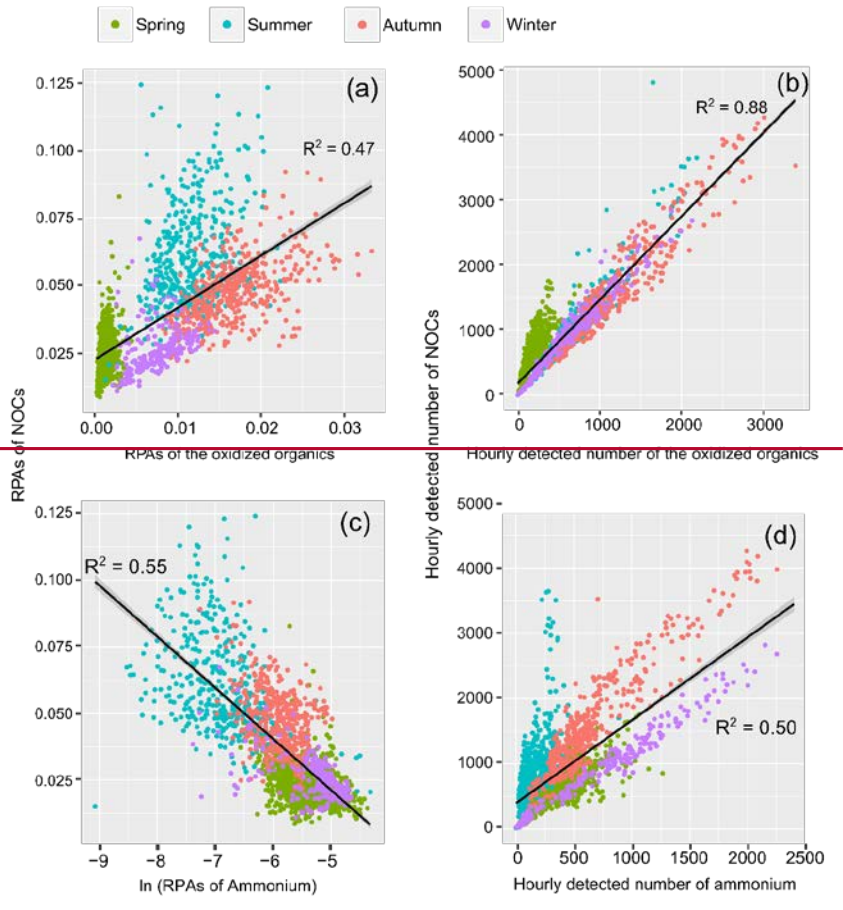 Spring Summer Autumn Winter
(a)
R² = 0.47
0.125
0.100
0.075
0.050
0.025
0.00 0.01 0.02 0.03
RPAs of the oxidized organics
(b)
R² = 0.88
5000
4000
3000
2000
1000
0
0 1000 2000 3000
Hourly detected number of the oxidized organics
RPAs of NOCs
Hourly detected number of NOCs
(c)
R² = 0.55
0.125
0.100
0.075
0.050
0.025
−9 −8 −7 −6 −5
ln (RPAs of Ammonium)
(d)
R² = 0.50
5000
4000
3000
2000
1000
0
0 500 1000 1500 2000 2500
Hourly detected number of ammonium